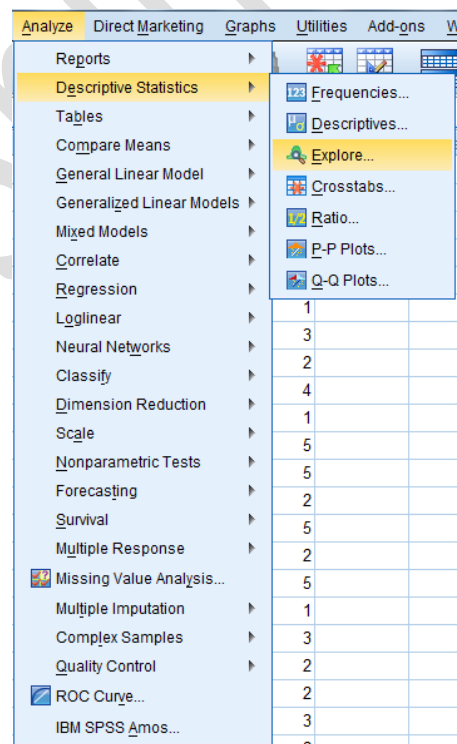 Analyze Direct Marketing Graphs Utilities Add-ons W
Reports
Descriptive Statistics
Tables
Compare Means
General Linear Model
Generalized Linear Models
Mixed Models
Correlate
Regression
Loglinear
Neural Networks
Classify
Dimension Reduction
Scale
Nonparametric Tests
Forecasting
Survival
Multiple Response
Missing Value Analysis...
Multiple Imputation
Complex Samples
Quality Control
ROC Curve...
IBM SPSS Amos...
123 Frequencies...
Descriptives...
Explore...
Crosstabs...
1/2 Ratio...
P-P Plots...
Q-Q Plots...
1
3
2
4
1
5
5
2
5
2
5
1
3
2
2
3